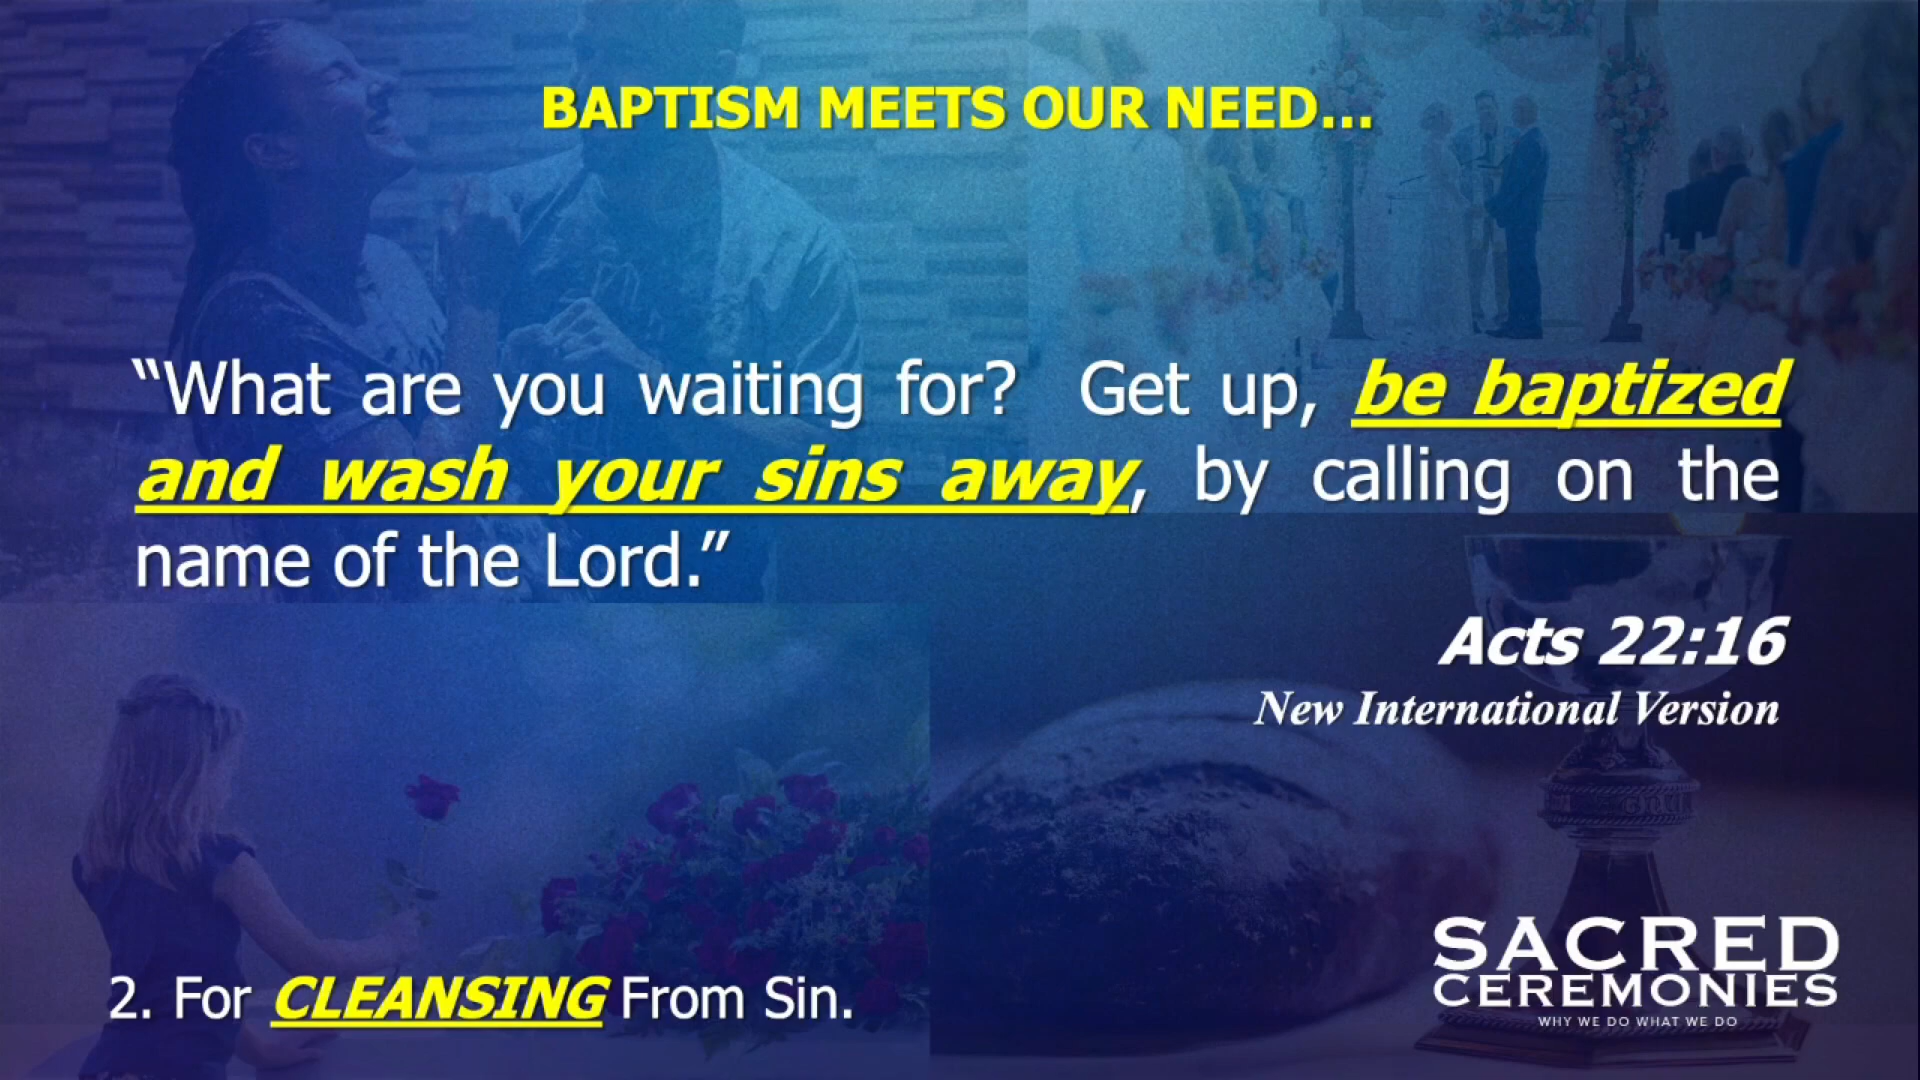 BAPTISM MEETS OUR NEED...
“What are you waiting for?  Get up, be baptized
and wash your sins away, by calling on the
name of the Lord.”
Acts 22:16
New International Version
2. For CLEANSING From Sin.
SACRED
CEREMONIES
WHY WE DO WHAT WE DO